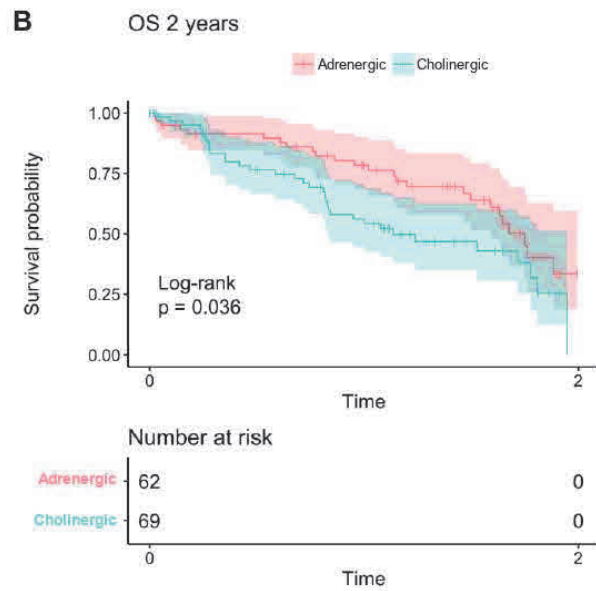 B
OS 2 years
Adrenergic Cholinergic
Survival probability
1.00
0.75
0.50
0.25
0.00
Log-rank
p = 0.036
0 2
Time
Number at risk
Adrenergic 62 0
Cholinergic 69 0
0 2
Time